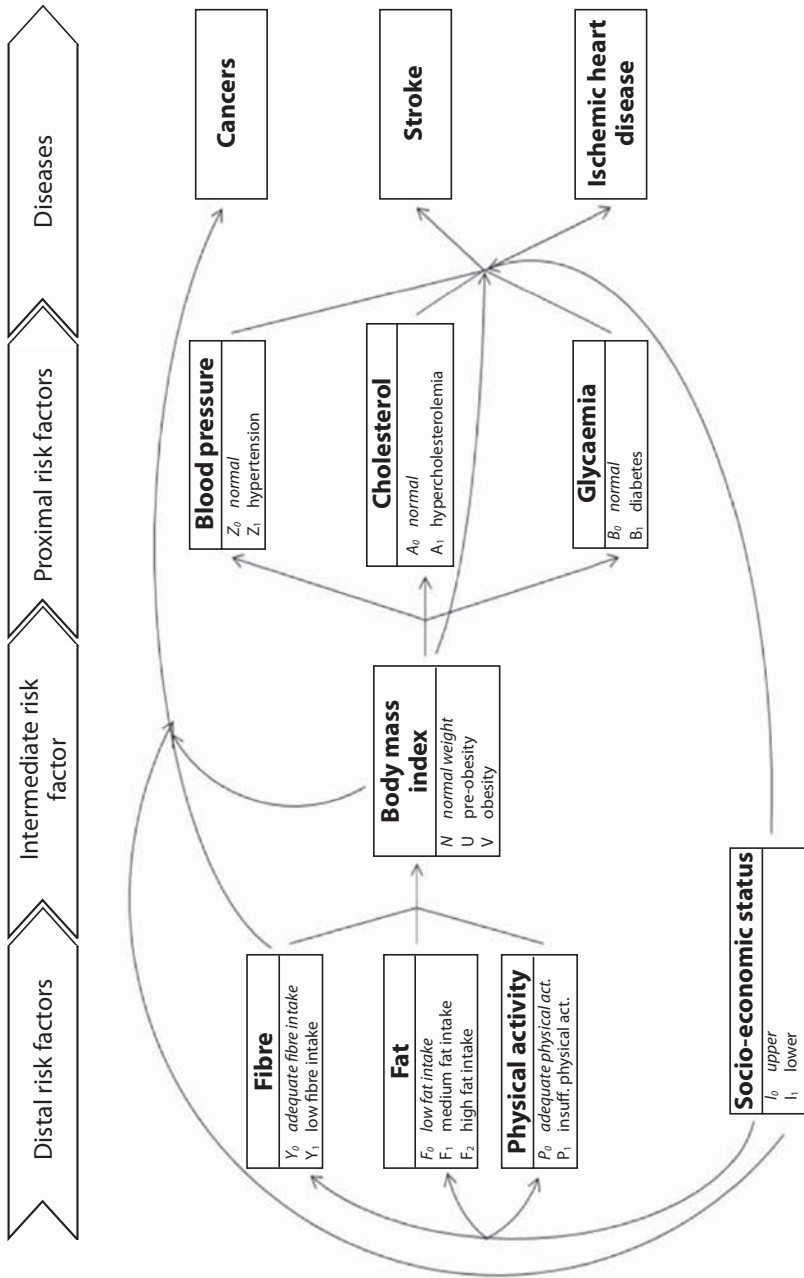 Distal risk factors
Intermediate risk
factor
Proximal risk factors
Diseases
Fibre
Y₀ adequate fibre intake
Y₁ low fibre intake
Fat
F₀ low fat intake
F₁ medium fat intake
F₂ high fat intake
Physical activity
P₀ adequate physical act.
P₁ insuff. physical act.
Socio-economic status
I₀ upper
I₁ lower
Body mass
index
N normal weight
U pre-obesity
V obesity
Blood pressure
Z₀ normal
Z₁ hypertension
Cholesterol
A₀ normal
A₁ hypercholesterolemia
Glycaemia
B₀ normal
B₁ diabetes
Cancers
Stroke
Ischemic heart
disease